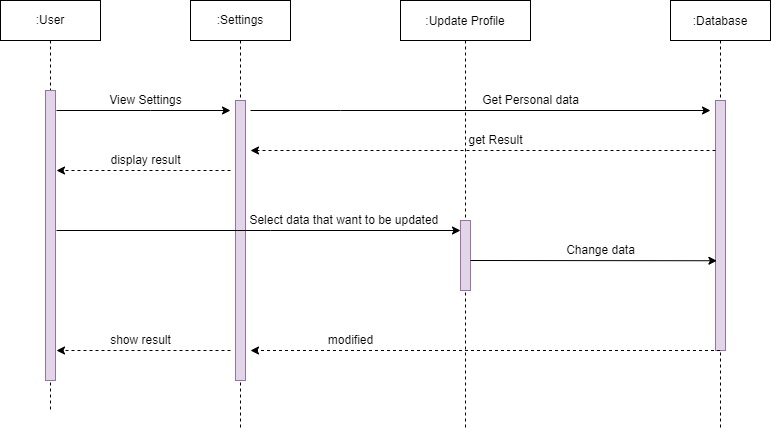 :User
:Settings
:Update Profile
:Database
View Settings
Get Personal data
get Result
display result
Select data that want to be updated
Change data
show result
modified